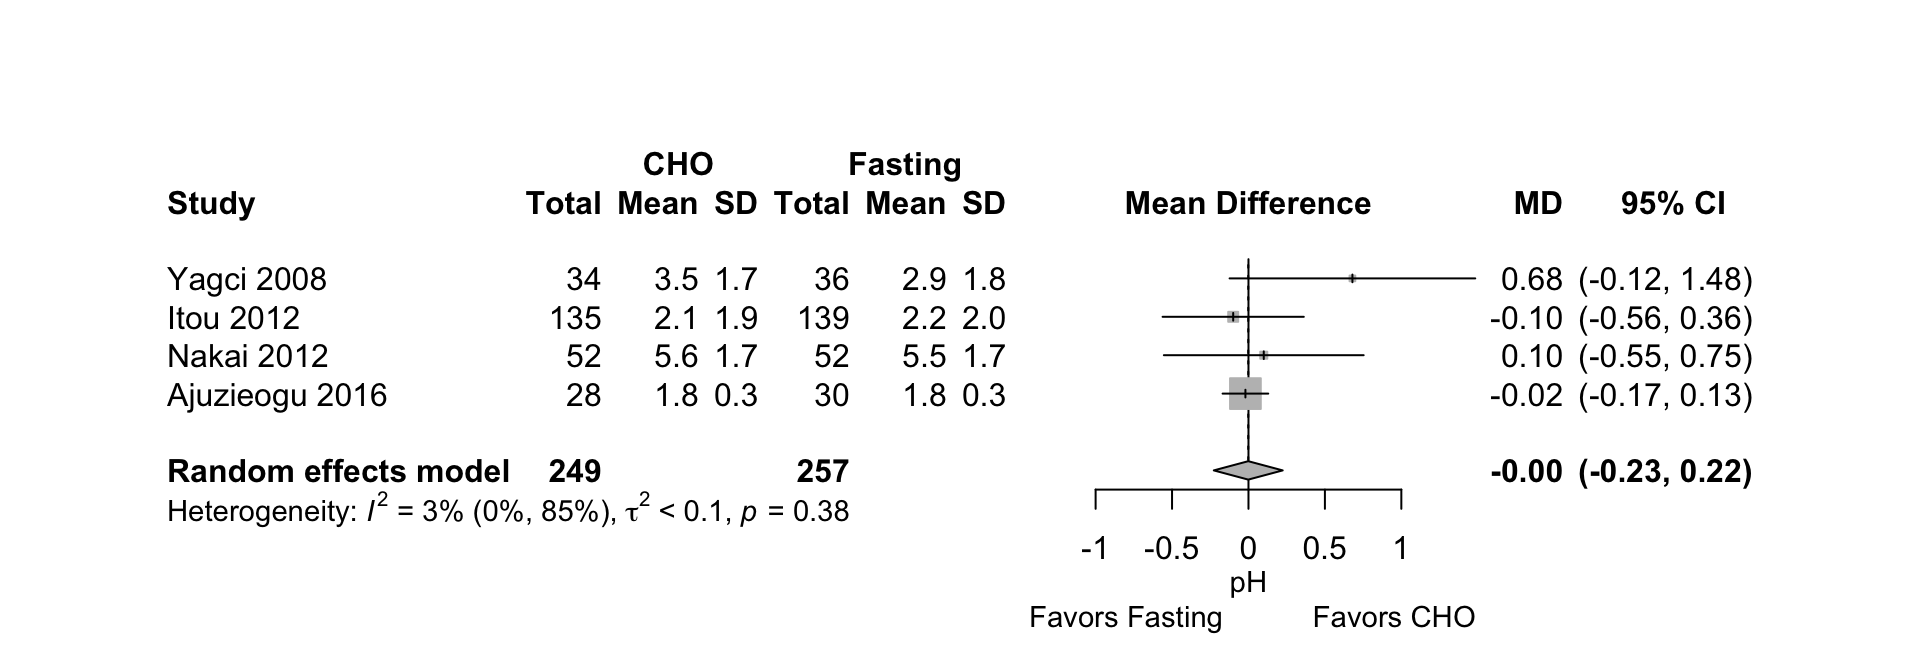 CHO Fasting
Study Total Mean SD Total Mean SD Mean Difference MD 95% CI
Yagci 2008 34 3.5 1.7 36 2.9 1.8 0.68 (-0.12, 1.48)
Itou 2012 135 2.1 1.9 139 2.2 2.0 -0.10 (-0.56, 0.36)
Nakai 2012 52 5.6 1.7 52 5.5 1.7 0.10 (-0.55, 0.75)
Ajuzieogu 2016 28 1.8 0.3 30 1.8 0.3 -0.02 (-0.17, 0.13)
Random effects model 249 257 -0.00 (-0.23, 0.22)
Heterogeneity: I² = 3% (0%, 85%), τ² < 0.1, p = 0.38
-1 -0.5 0 0.5 1
pH
Favors Fasting Favors CHO